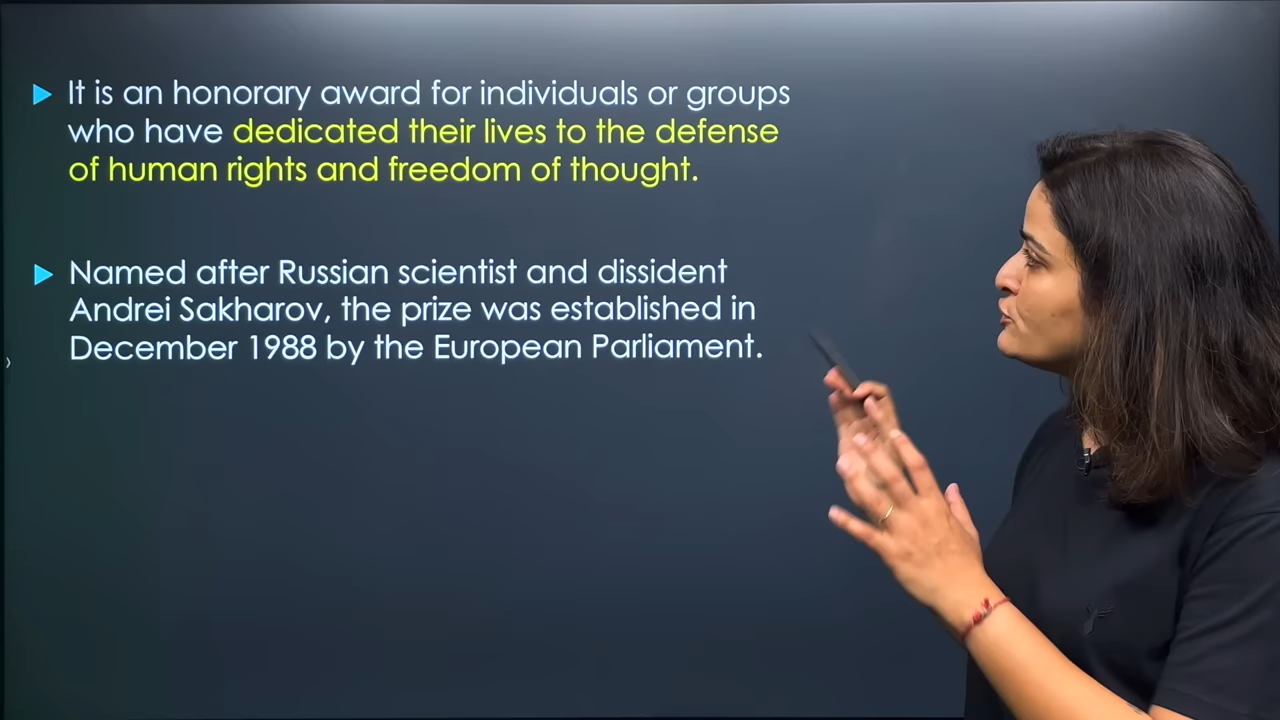 It is an honorary award for individuals or groups
who have dedicated their lives to the defense
of human rights and freedom of thought.
Named after Russian scientist and dissident
Andrei Sakharov, the prize was established in
December 1988 by the European Parliament.